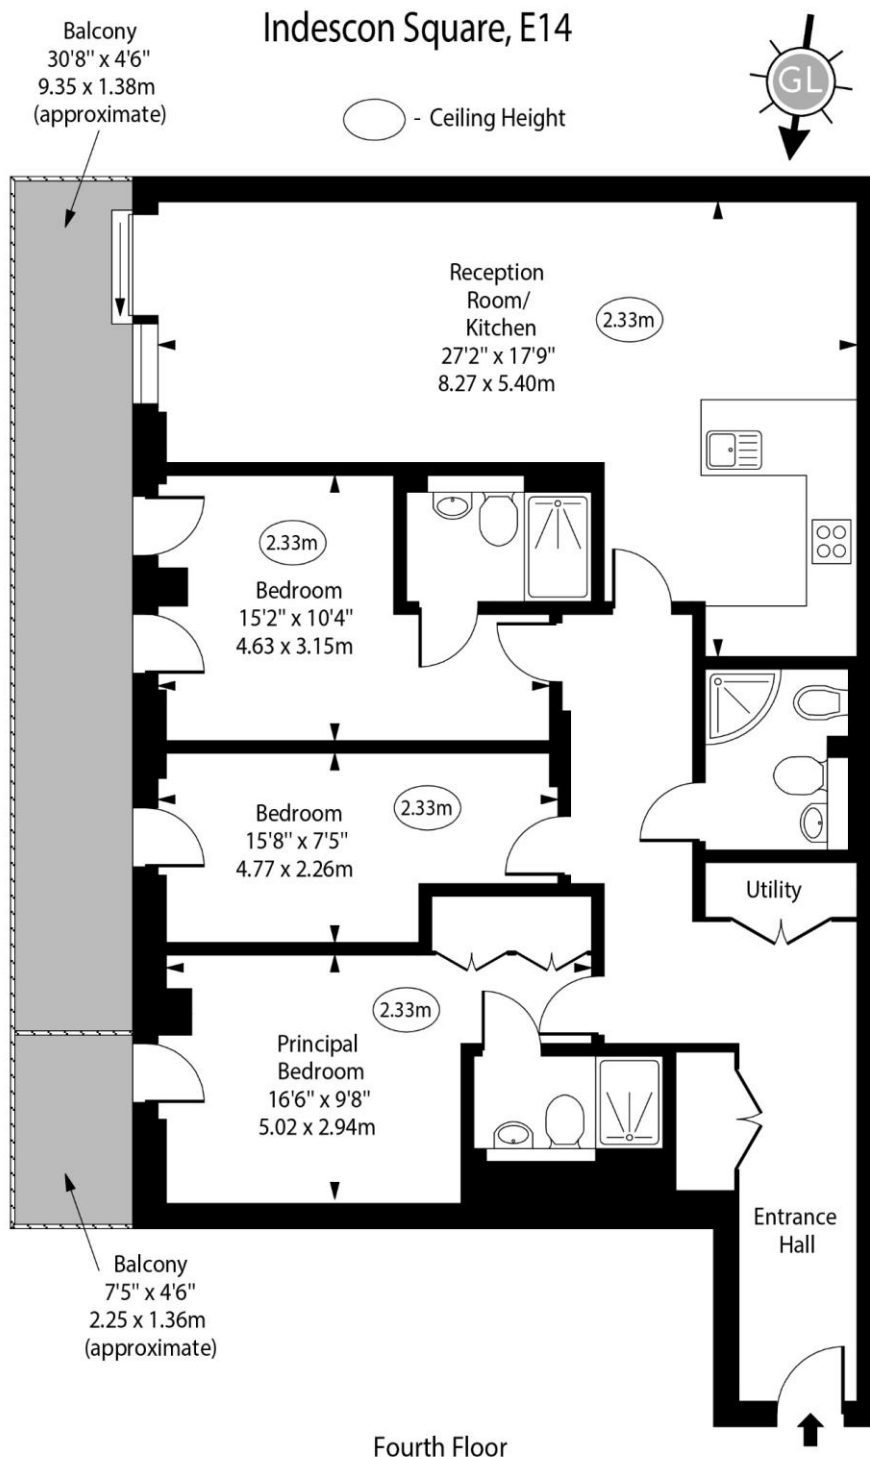 Indescon Square, E14
Balcony
30'8" x 4'6"
9.35 x 1.38m
(approximate)
- Ceiling Height
GL
Reception
Room/
Kitchen
27'2" x 17'9"
8.27 x 5.40m
2.33m
2.33m
Bedroom
15'2" x 10'4"
4.63 x 3.15m
Bedroom
15'8" x 7'5"
4.77 x 2.26m
2.33m
Utility
2.33m
Principal
Bedroom
16'6" x 9'8"
5.02 x 2.94m
Entrance
Hall
Balcony
7'5" x 4'6"
2.25 x 1.36m
(approximate)
Fourth Floor